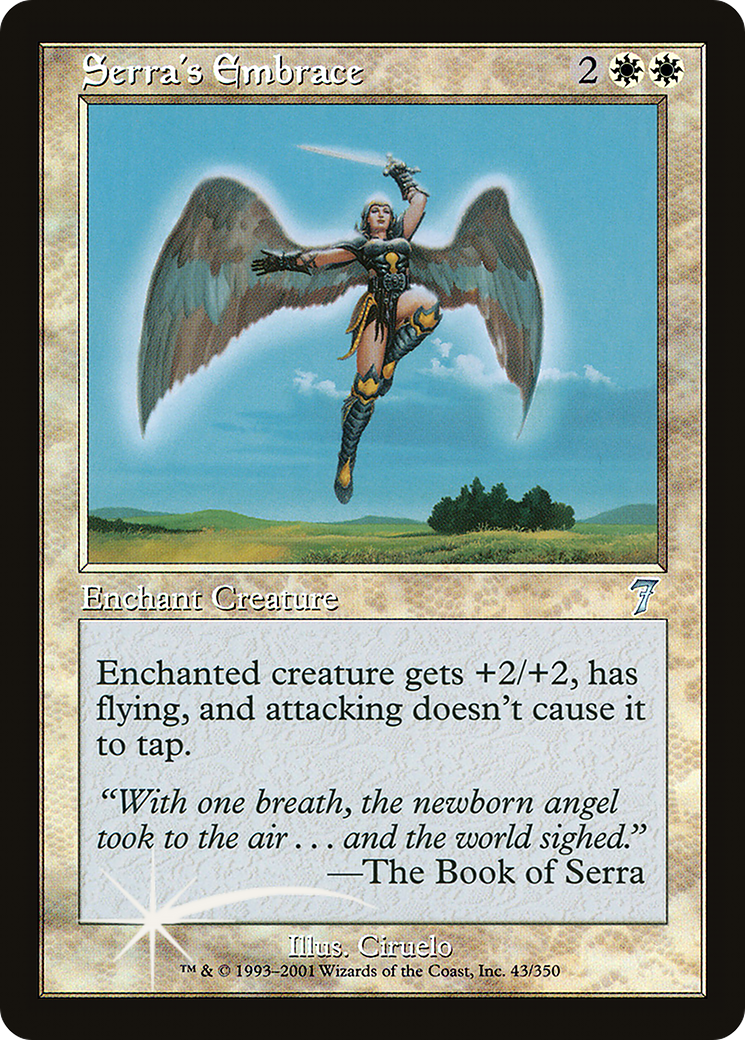 Serra's Embrace 2
Enchant Creature 7
Enchanted creature gets +2/+2, has
flying, and attacking doesn't cause it
to tap.
“With one breath, the newborn angel
took to the air . . . and the world sighed.”
—The Book of Serra
Illus. Ciruelo
™ & © 1993–2001 Wizards of the Coast, Inc. 43/350